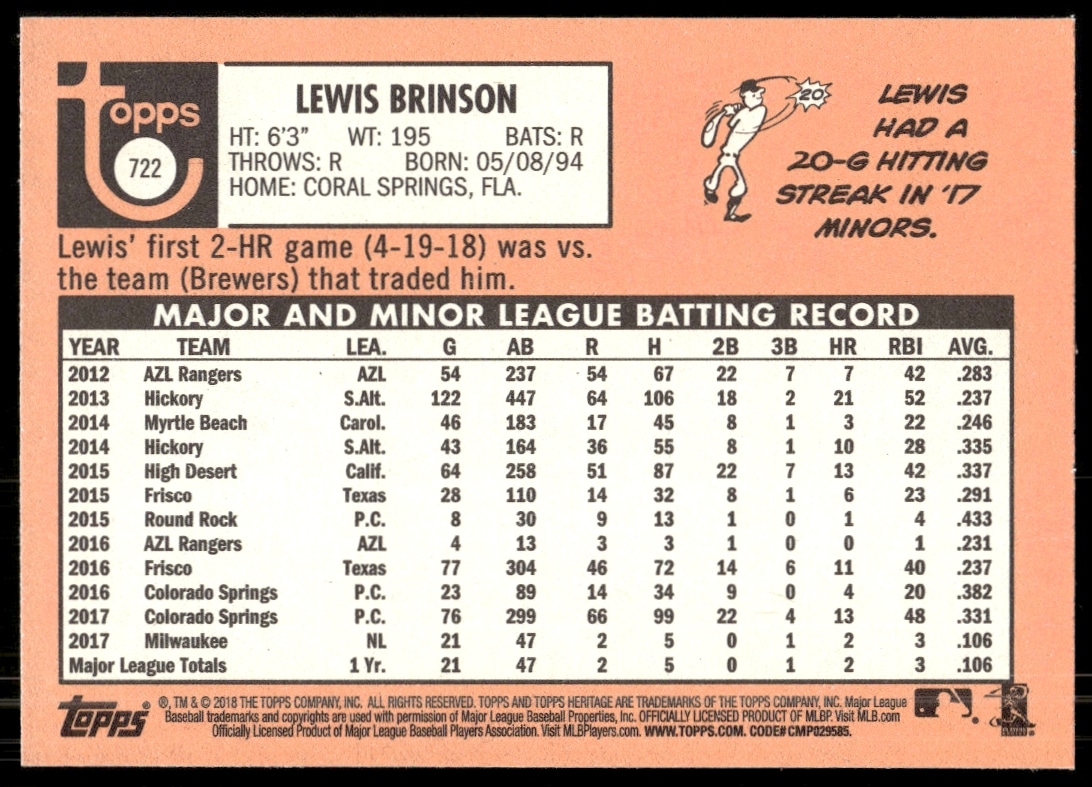 topps
722
LEWIS BRINSON
HT: 6'3" WT: 195 BATS: R
THROWS: R BORN: 05/08/94
HOME: CORAL SPRINGS, FLA.
20
LEWIS
HAD A
20-G HITTING
STREAK IN '17
MINORS.
Lewis' first 2-HR game (4-19-18) was vs.
the team (Brewers) that traded him.
MAJOR AND MINOR LEAGUE BATTING RECORD
YEAR TEAM LEA. G AB R H 2B 3B HR RBI AVG.
2012 AZL Rangers AZL 54 237 54 67 22 7 7 42 .283
2013 Hickory S.Alt. 122 447 64 106 18 2 21 52 .237
2014 Myrtle Beach Carol. 46 183 17 45 8 1 3 22 .246
2014 Hickory S.Alt. 43 164 36 55 8 1 10 28 .335
2015 High Desert Calif. 64 258 51 87 22 7 13 42 .337
2015 Frisco Texas 28 110 14 32 8 1 6 23 .291
2015 Round Rock P.C. 8 30 9 13 1 0 1 4 .433
2016 AZL Rangers AZL 4 13 3 3 1 0 0 1 .231
2016 Frisco Texas 77 304 46 72 14 6 11 40 .237
2016 Colorado Springs P.C. 23 89 14 34 9 0 4 20 .382
2017 Colorado Springs P.C. 76 299 66 99 22 4 13 48 .331
2017 Milwaukee NL 21 47 2 5 0 1 2 3 .106
Major League Totals 1 Yr. 21 47 2 5 0 1 2 3 .106
topps®
®, TM & © 2018 THE TOPPS COMPANY, INC. ALL RIGHTS RESERVED. TOPPS AND TOPPS HERITAGE ARE TRADEMARKS OF THE TOPPS COMPANY, INC. Major League
Baseball trademarks and copyrights are used with permission of Major League Baseball Properties, Inc. OFFICIALLY LICENSED PRODUCT OF MLBP. Visit MLB.com
Officially Licensed Product of Major League Baseball Players Association. Visit MLBPlayers.com. WWW.TOPPS.COM. CODE# CMP029585.